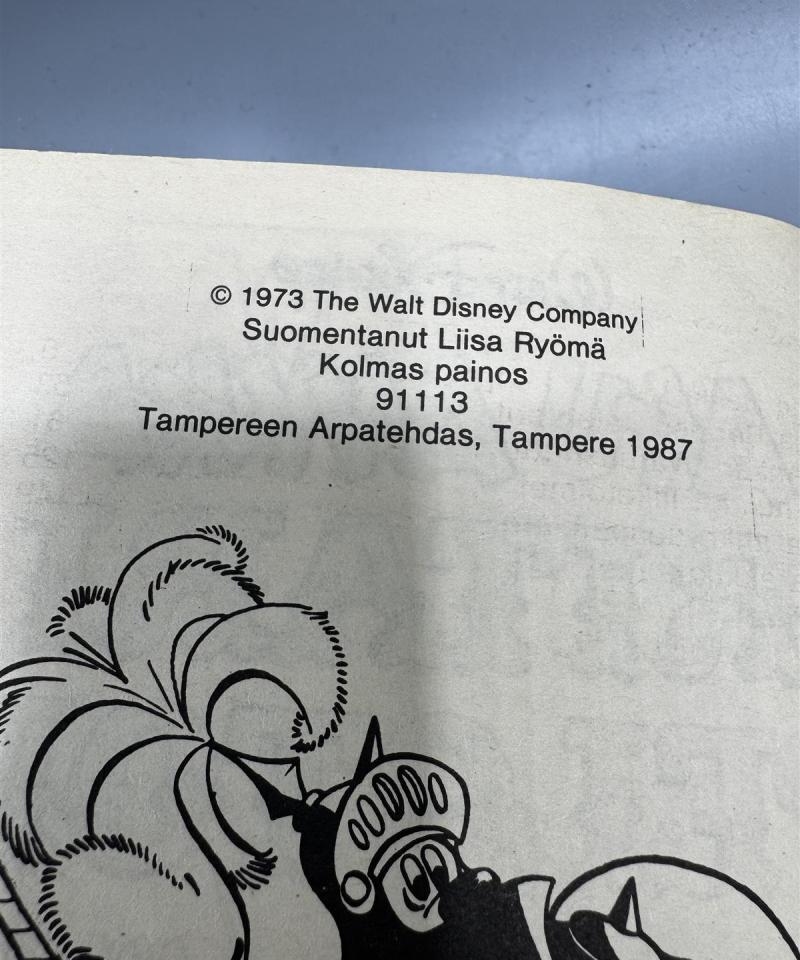 © 1973 The Walt Disney Company
Suomentanut Liisa Ryömä
Kolmas painos
91113
Tampereen Arpatehdas, Tampere 1987